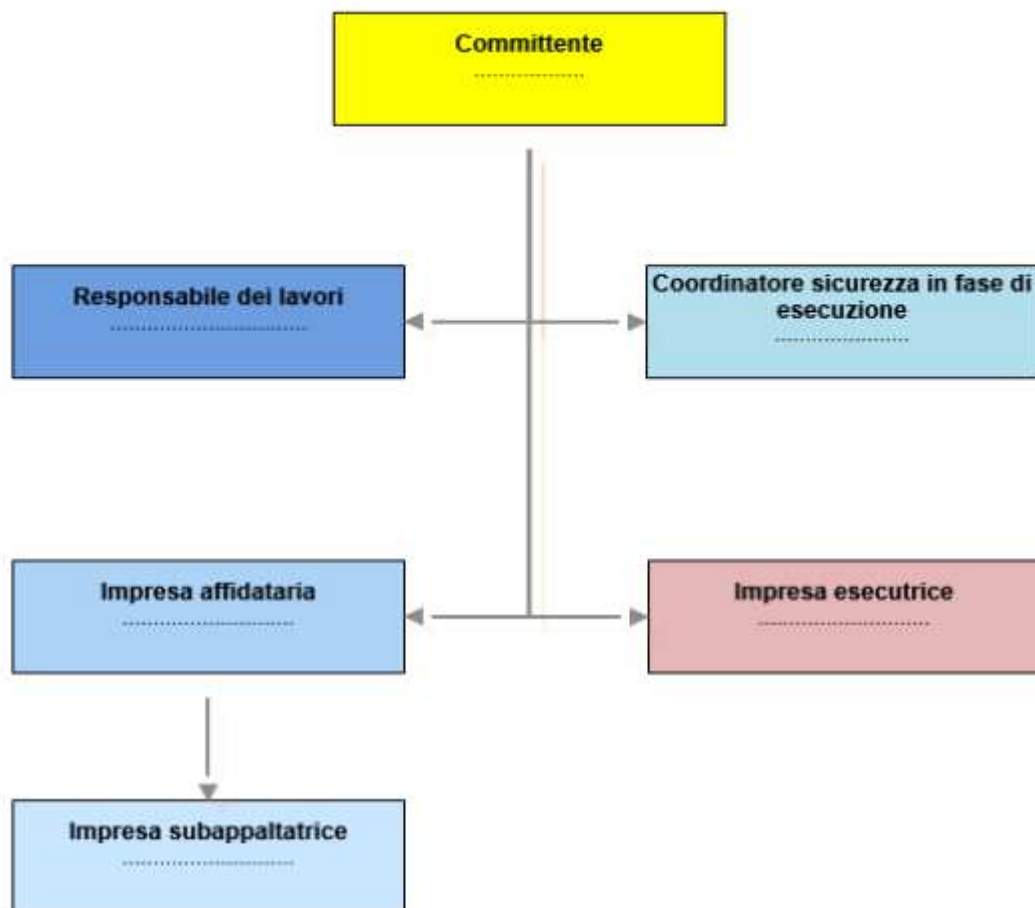 Committente
..................
Responsabile dei lavori
................................
Coordinatore sicurezza in fase di
esecuzione
......................
Impresa affidataria
............................
Impresa esecutrice
............................
Impresa subappaltatrice
............................